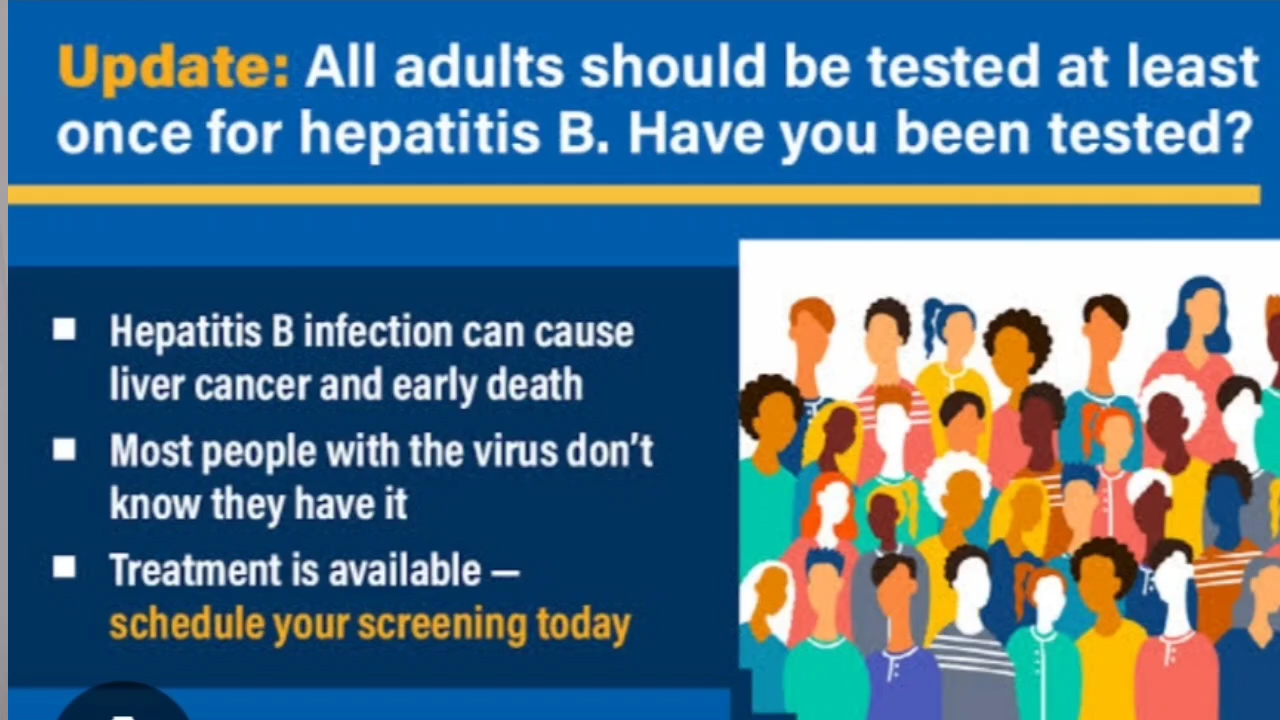 Update: All adults should be tested at least
once for hepatitis B. Have you been tested?
Hepatitis B infection can cause
liver cancer and early death
Most people with the virus don’t
know they have it
Treatment is available –
schedule your screening today